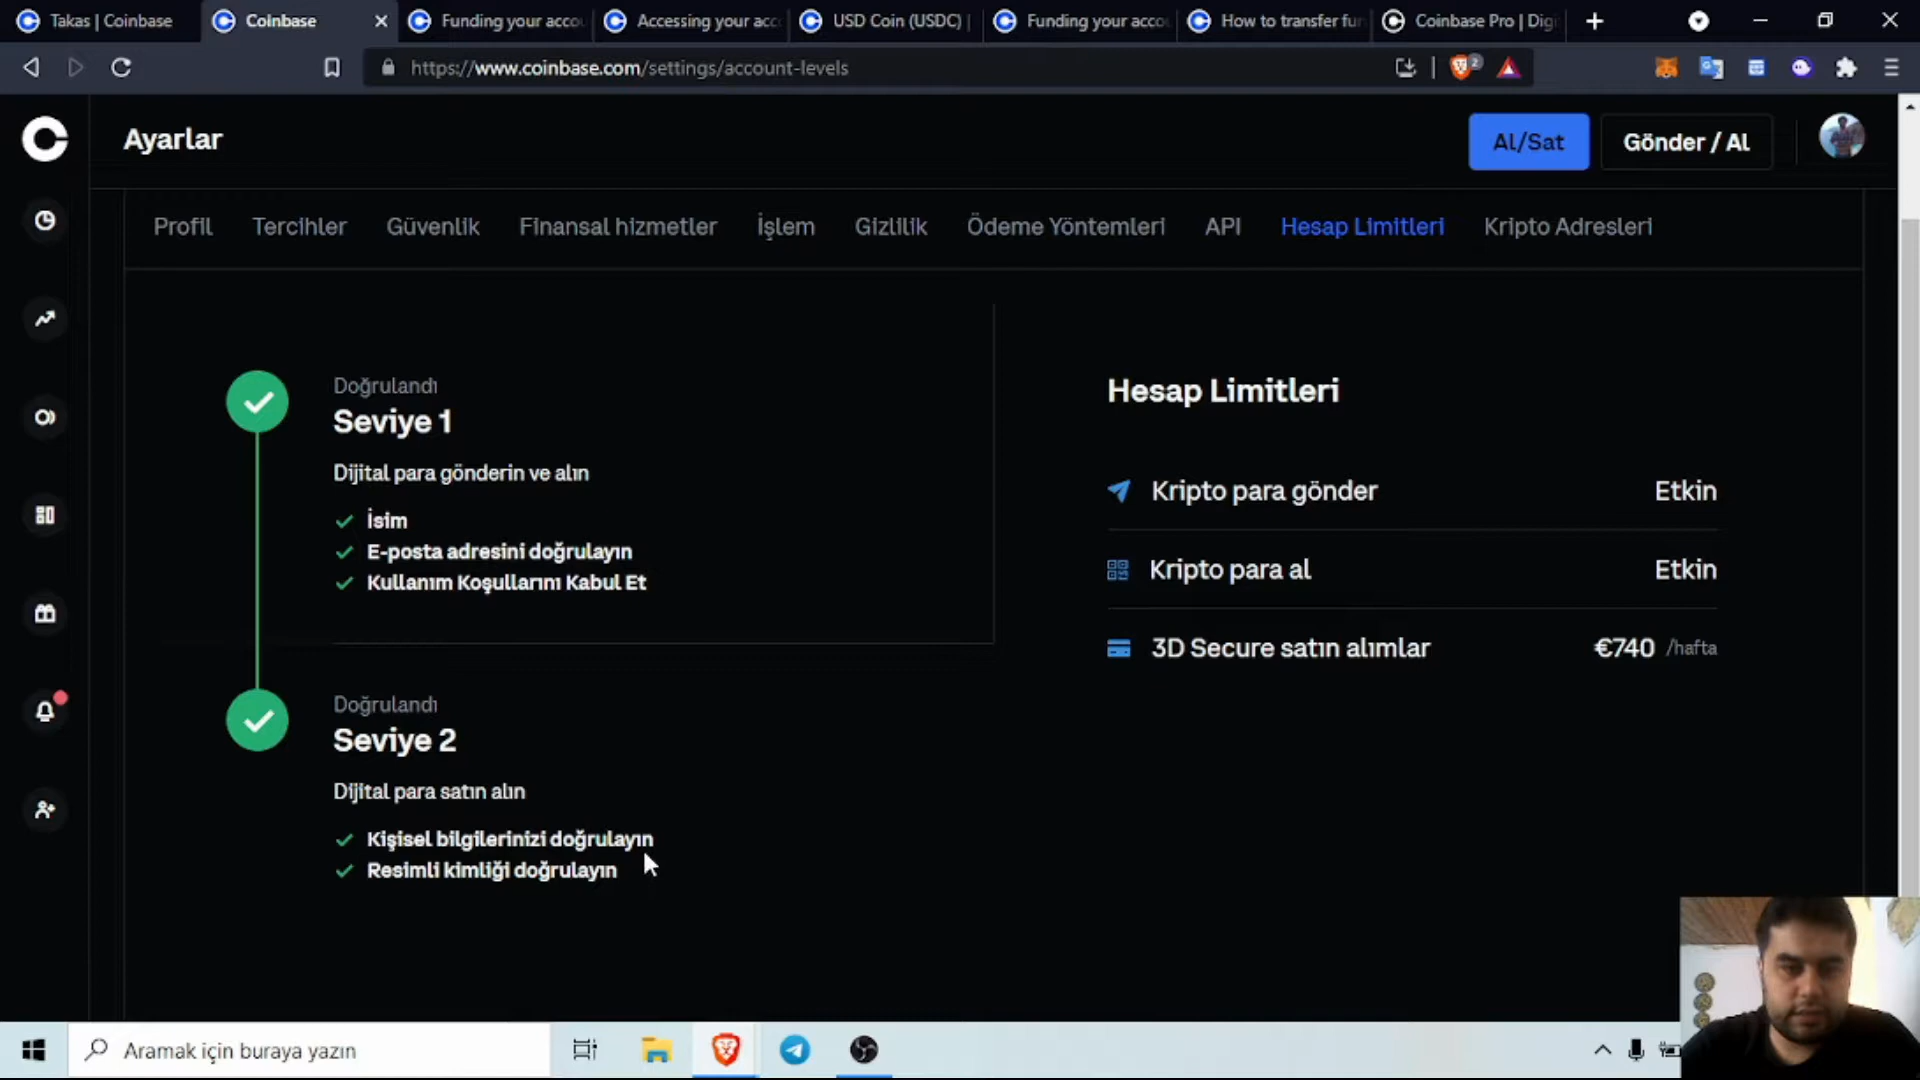 Takas | Coinbase
Coinbase
Funding your accou
Accessing your acc
USD Coin (USDC) |
Funding your accou
How to transfer fur
Coinbase Pro | Dig
https://www.coinbase.com/settings/account-levels
2
Ayarlar
Al/Sat
Gönder / Al
Profil
Tercihler
Güvenlik
Finansal hizmetler
İşlem
Gizlilik
Ödeme Yöntemleri
API
Hesap Limitleri
Kripto Adresleri
Doğrulandı
Seviye 1
Dijital para gönderin ve alın
İsim
E-posta adresini doğrulayın
Kullanım Koşullarını Kabul Et
Doğrulandı
Seviye 2
Dijital para satın alın
Kişisel bilgilerinizi doğrulayın
Resimli kimliği doğrulayın
Hesap Limitleri
Kripto para gönder Etkin
Kripto para al Etkin
3D Secure satın alımlar €740 /hafta
Aramak için buraya yazın